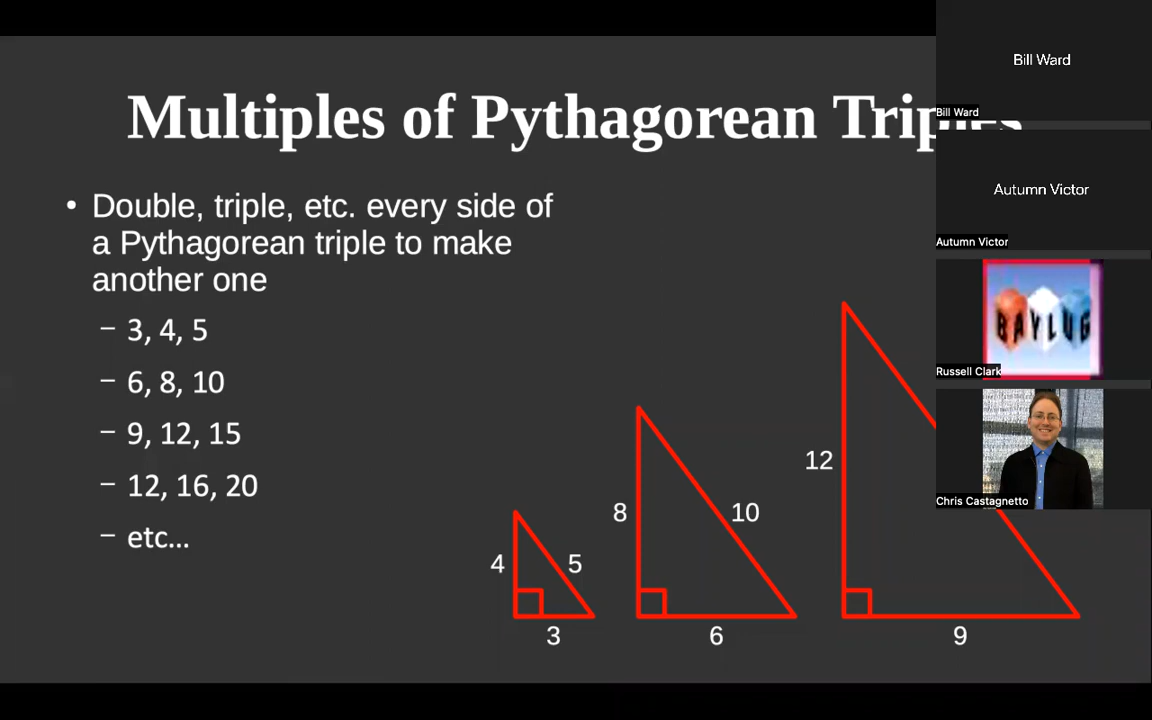 Multiples of Pythagorean Triples
• Double, triple, etc. every side of
a Pythagorean triple to make
another one
– 3, 4, 5
– 6, 8, 10
– 9, 12, 15
– 12, 16, 20
– etc...
4
5
3
8
10
6
12
9
Bill Ward
Bill Ward
Autumn Victor
Autumn Victor
BAYLUG
Russell Clark
Chris Castagnetto